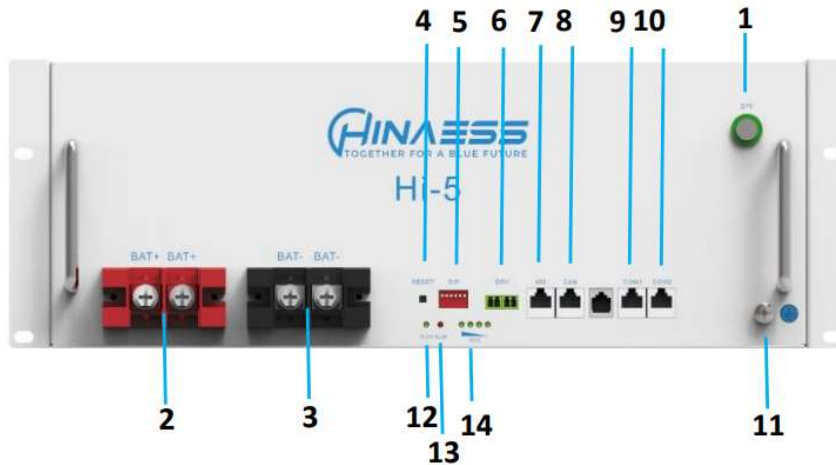 4 5 6 7 8 9 10 1
HINAESS
TOGETHER FOR A BLUE FUTURE
Hi-5
BAT+ BAT+ BAT- BAT-
RESET DIP DRY CAN COM1 COM2
2 3 12 13 14 11